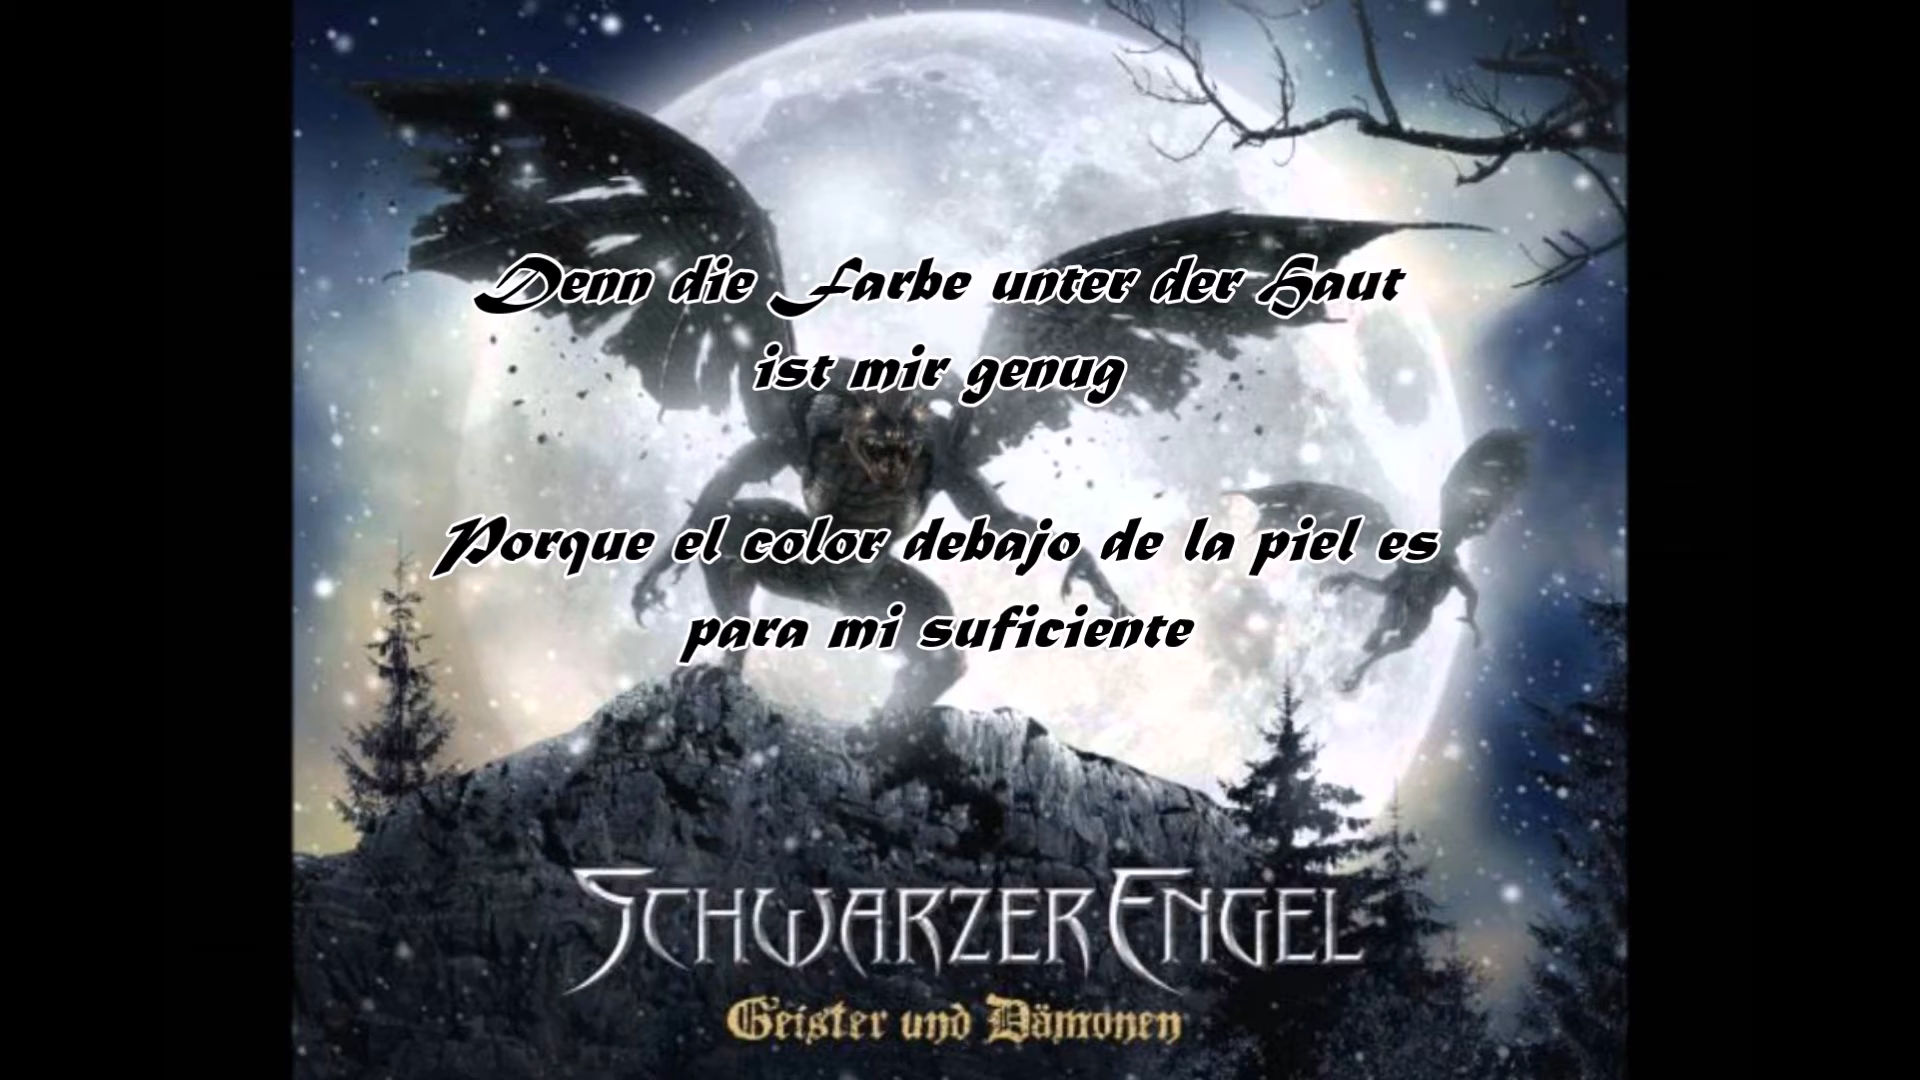 Denn die Farbe unter der Haut
ist mir genug
Porque el color debajo de la piel es
para mi suficiente
SCHWARZER ENGEL
Geister und Dämonen